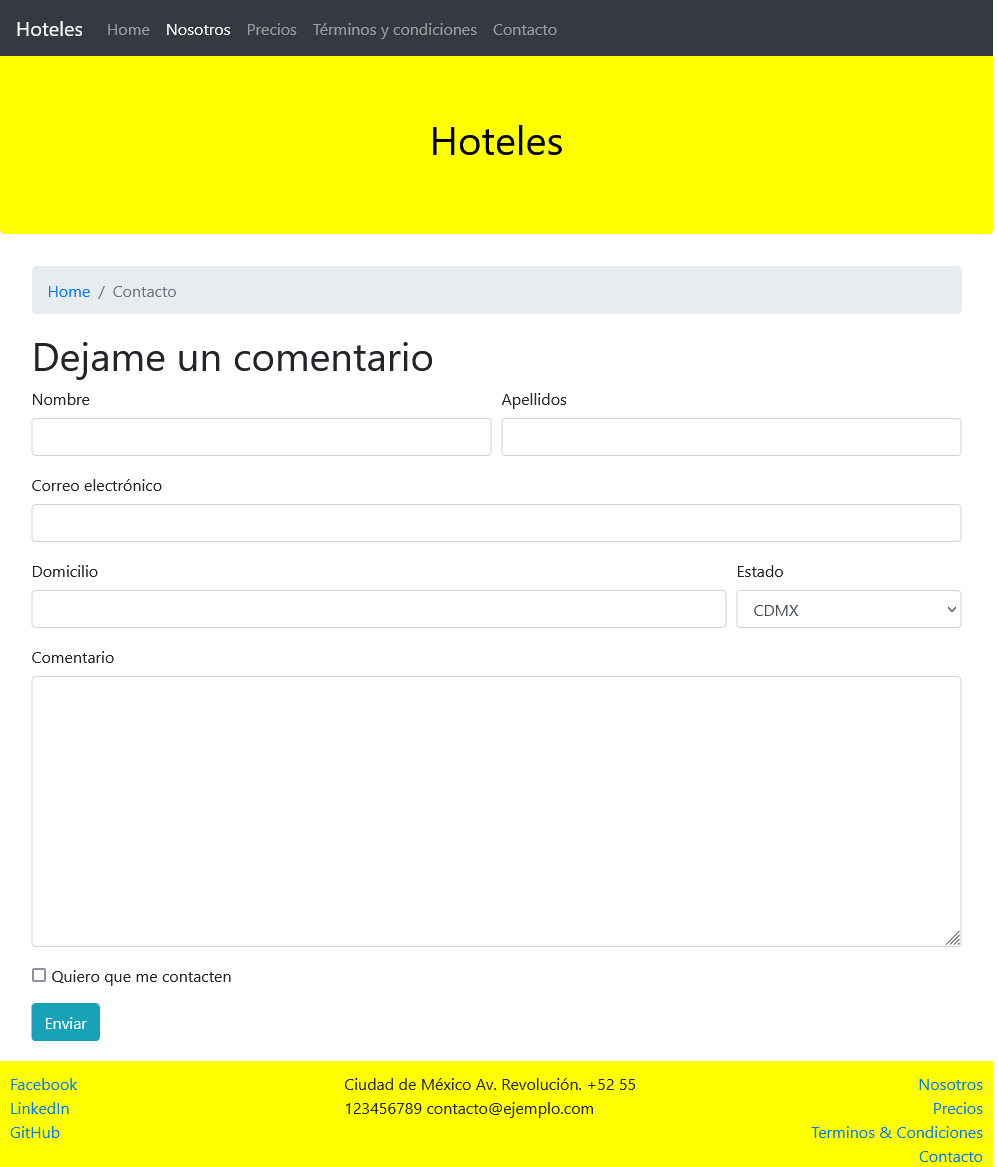 Hoteles Home Nosotros Precios Términos y condiciones Contacto
Hoteles
Home / Contacto
Dejame un comentario
Nombre Apellidos
Correo electrónico
Domicilio Estado
CDMX
Comentario
Quiero que me contacten
Enviar
Facebook
LinkedIn
GitHub
Ciudad de México Av. Revolución. +52 55
123456789 contacto@ejemplo.com
Nosotros
Precios
Terminos & Condiciones
Contacto